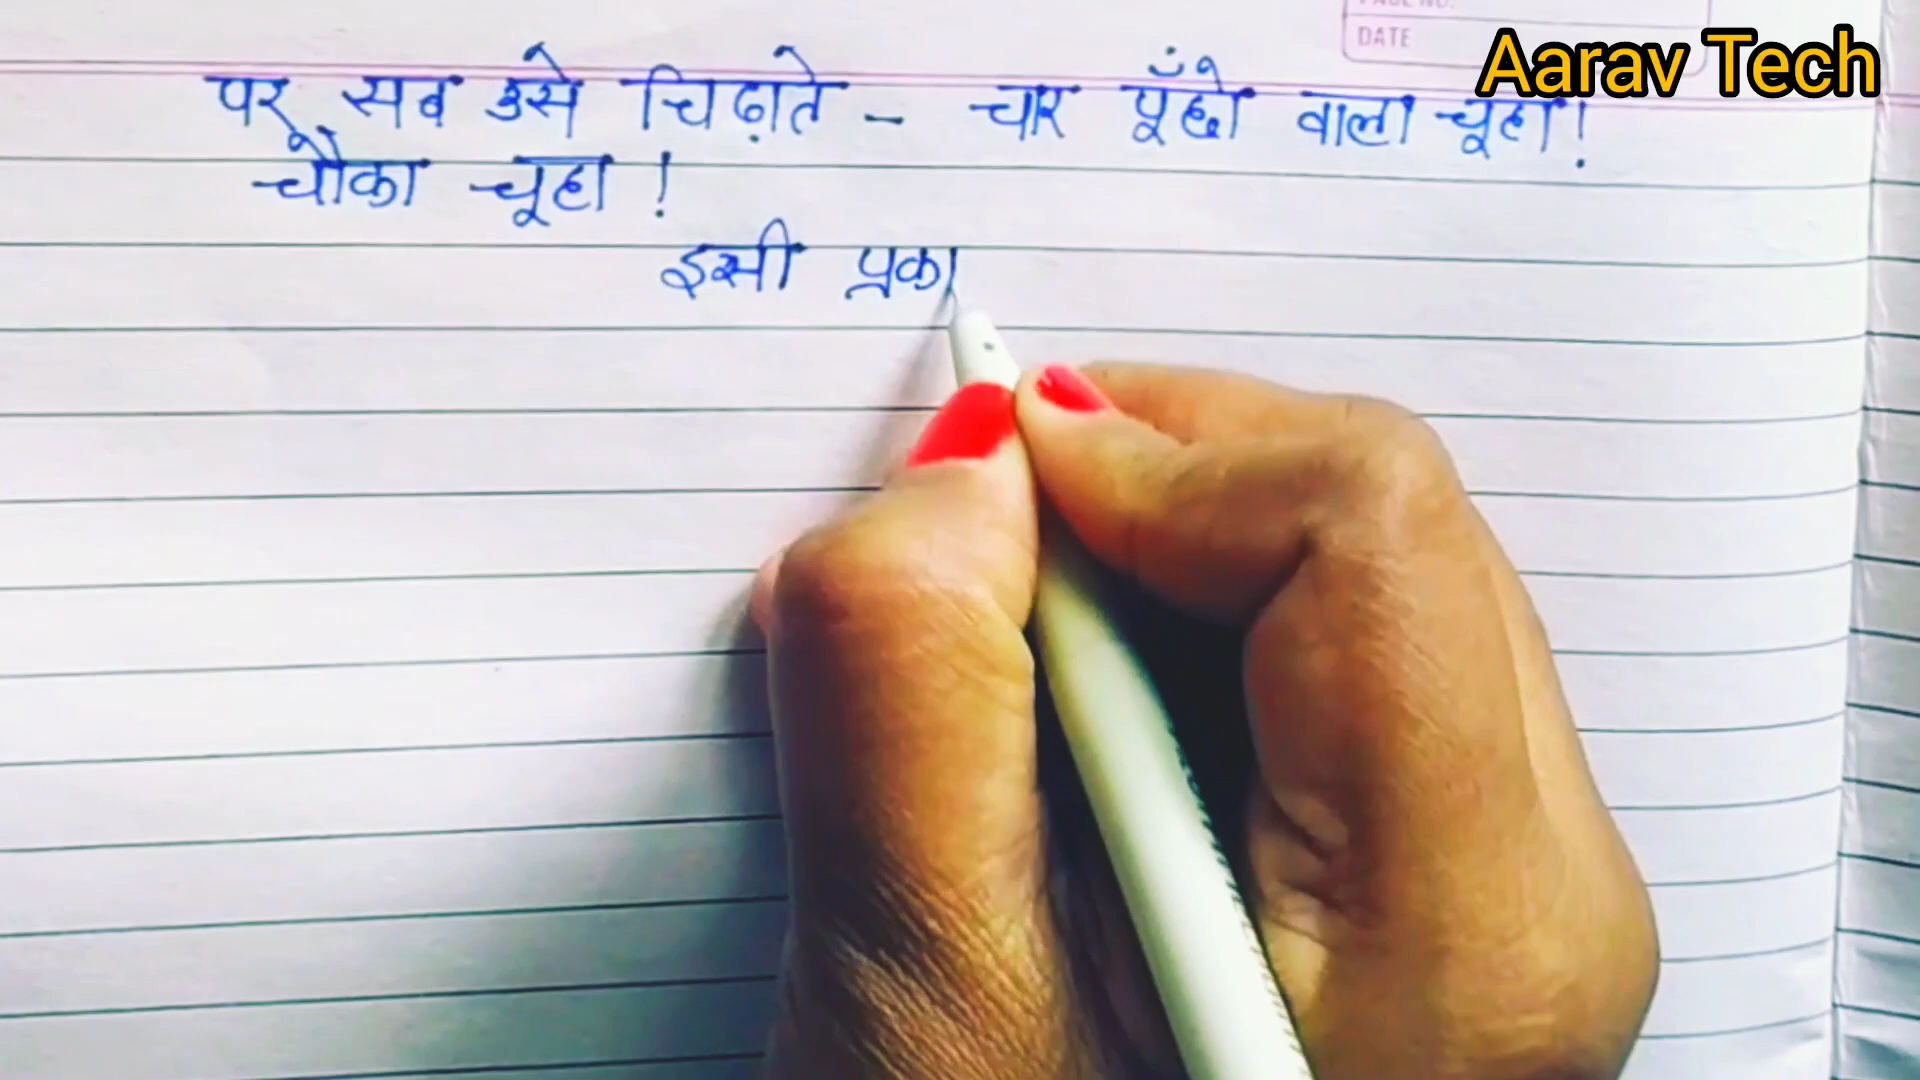 DATE
Aarav Tech
पर सब उसे चिढ़ाते - चार पूँछो वाला चूहा!
चौका चूहा!
इसी प्रका